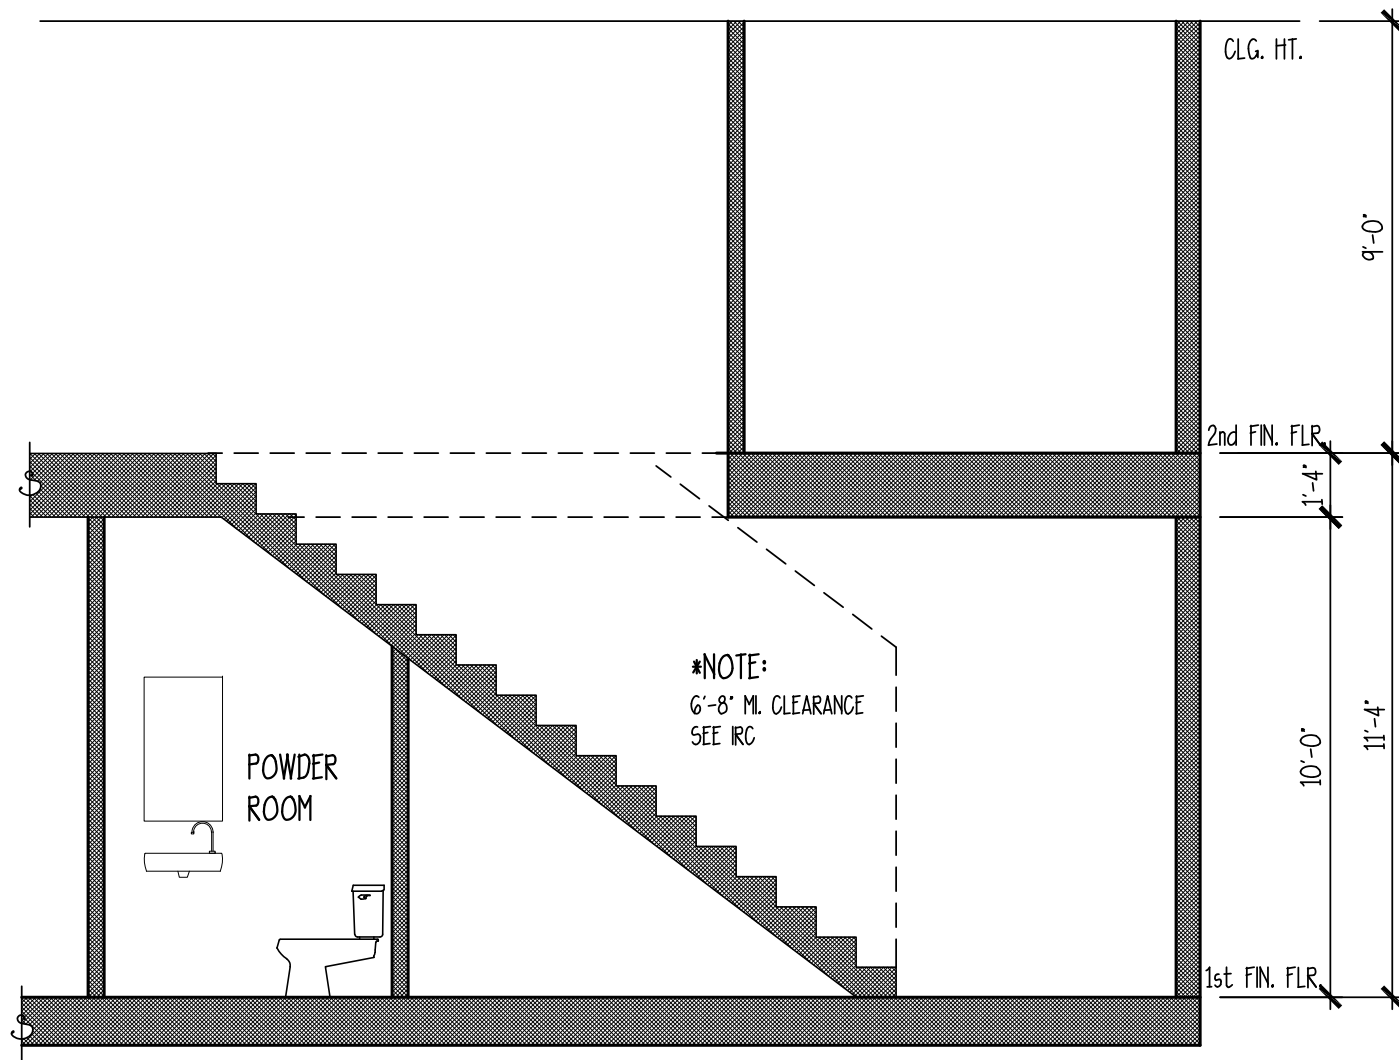 CLG. HT.
9'-0"
2nd FIN. FLR.
1'-4"
*NOTE:
6'-8" MI. CLEARANCE
SEE IRC
POWDER
ROOM
10'-0"
11'-4"
1st FIN. FLR.
S
S